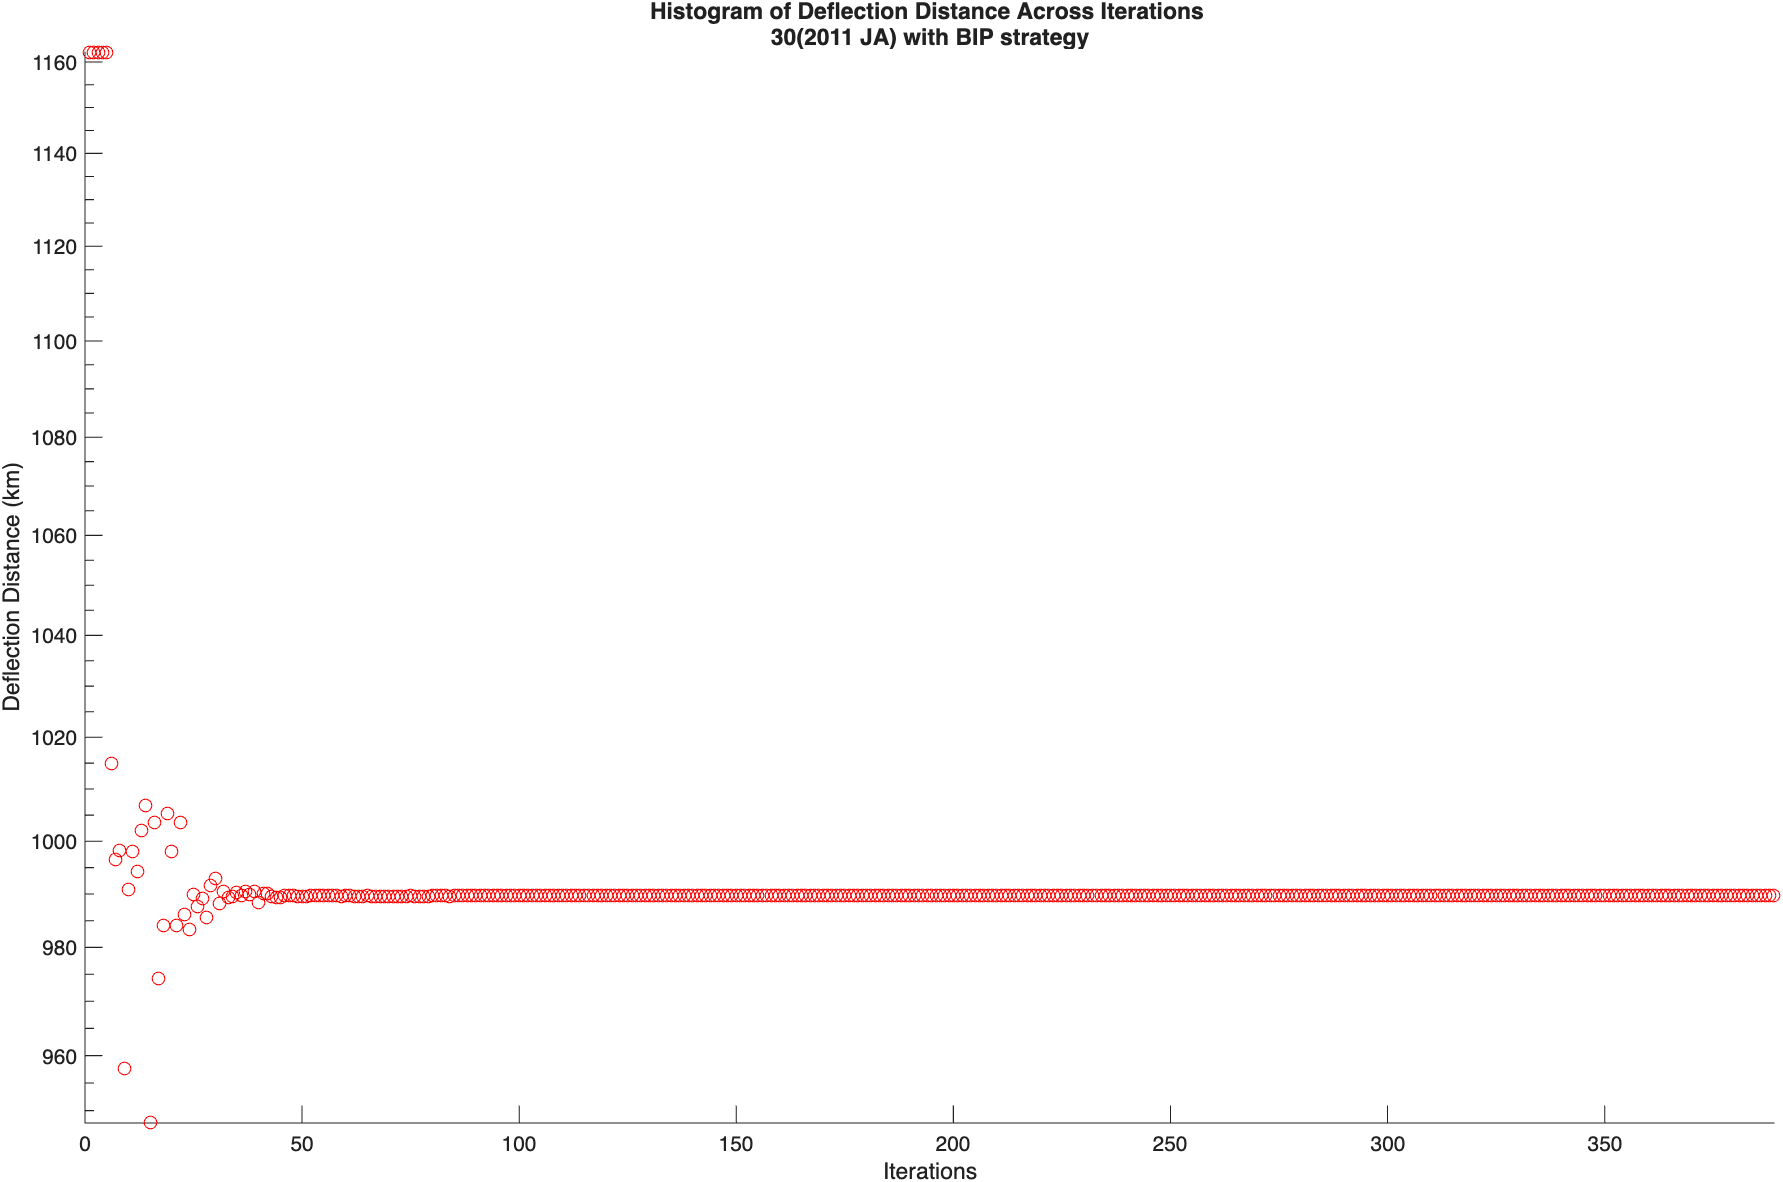 Histogram of Deflection Distance Across Iterations
30(2011 JA) with BIP strategy
1160
1140
1120
1100
1080
1060
1040
1020
1000
980
960
Deflection Distance (km)
0 50 100 150 200 250 300 350
Iterations